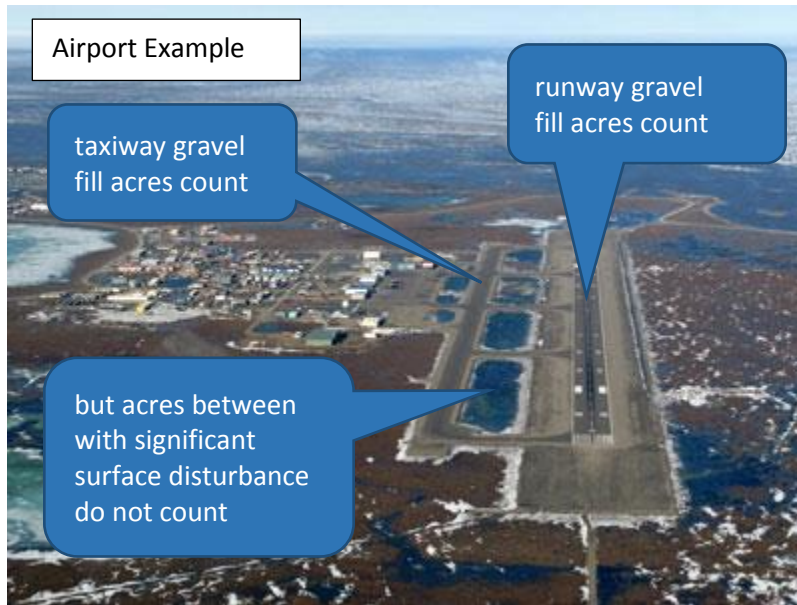 Airport Example
runway gravel
fill acres count
taxiway gravel
fill acres count
but acres between
with significant
surface disturbance
do not count